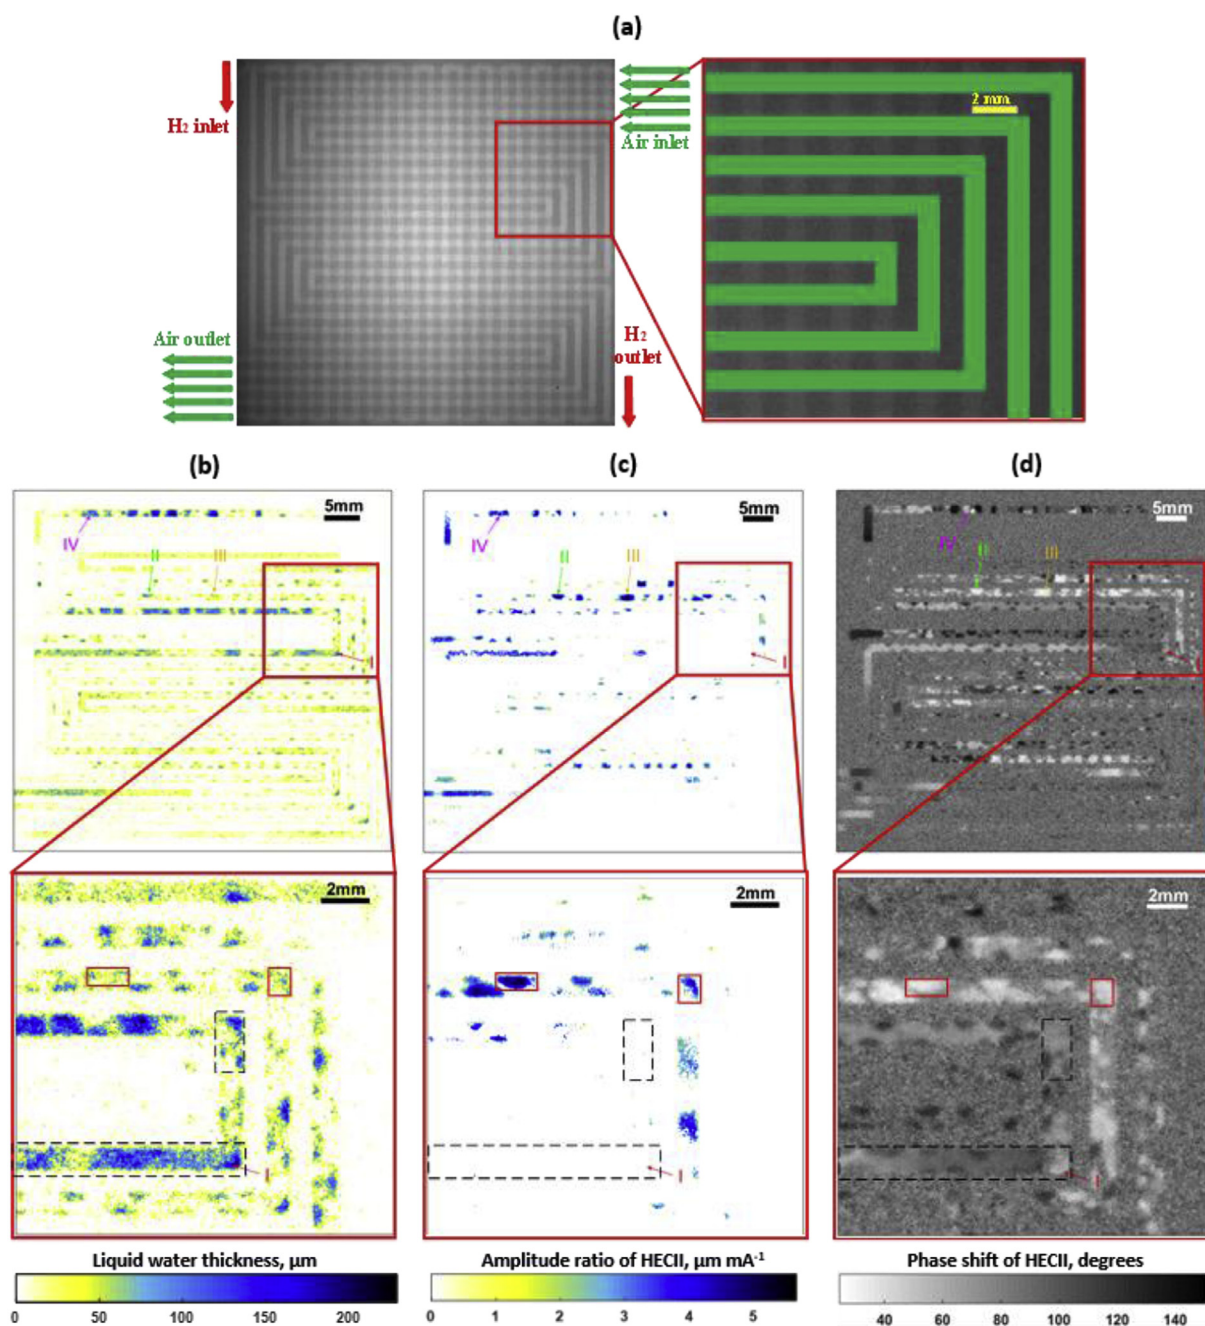 (a)
H₂ inlet
Air inlet
2 mm
Air outlet
H₂
outlet
(b)
(c)
(d)
5mm
IV
II
III
I
5mm
IV
II
III
I
5mm
IV
II
III
I
2mm
I
2mm
I
2mm
I
Liquid water thickness, µm
0 50 100 150 200
Amplitude ratio of HECII, µm mA⁻¹
0 1 2 3 4 5
Phase shift of HECII, degrees
40 60 80 100 120 140